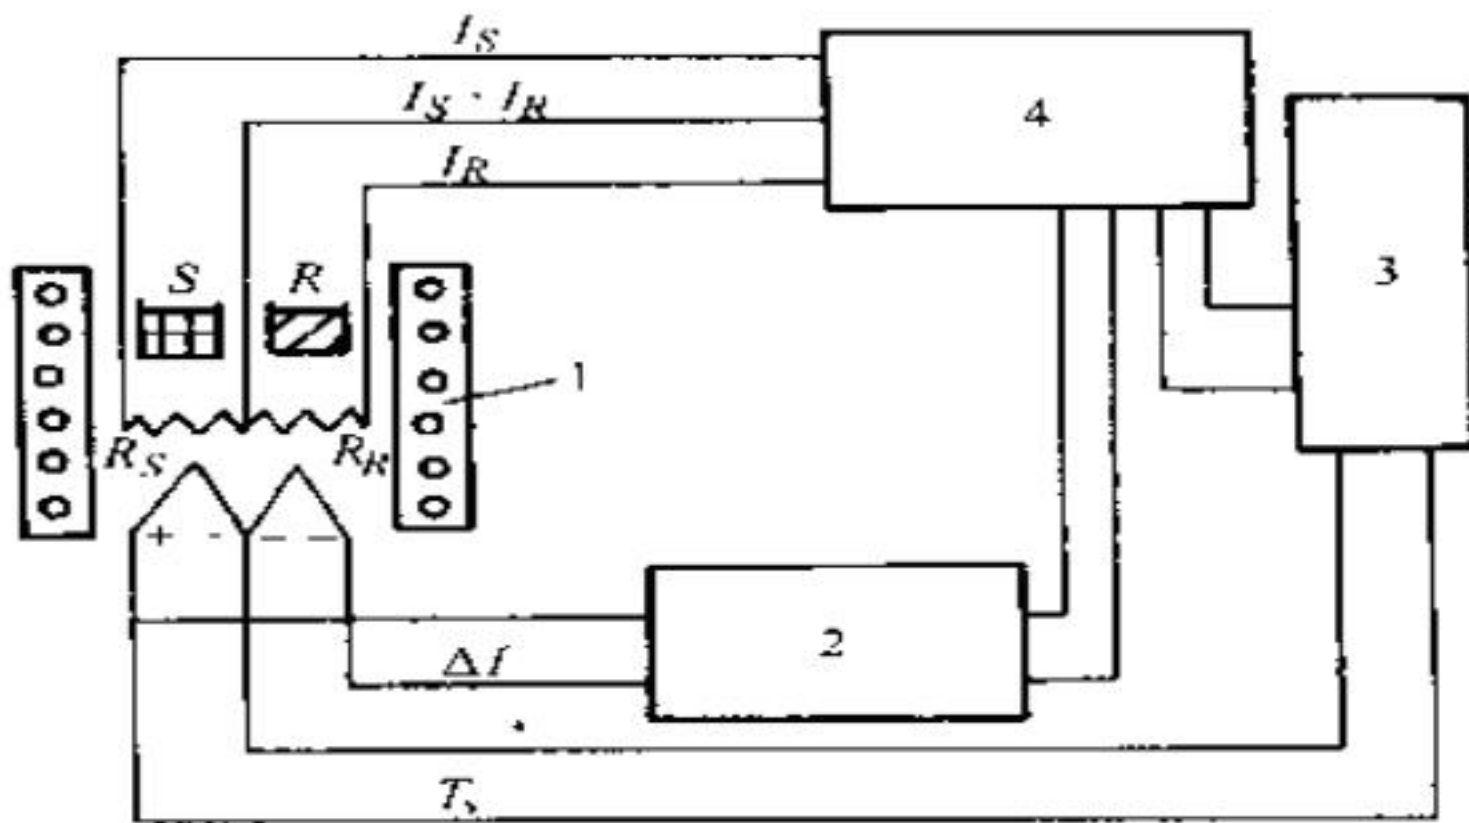 I_S
I_S · I_R
I_R
4
3
S R
1
R_S R_R
+ - - -
2
ΔI
T_s